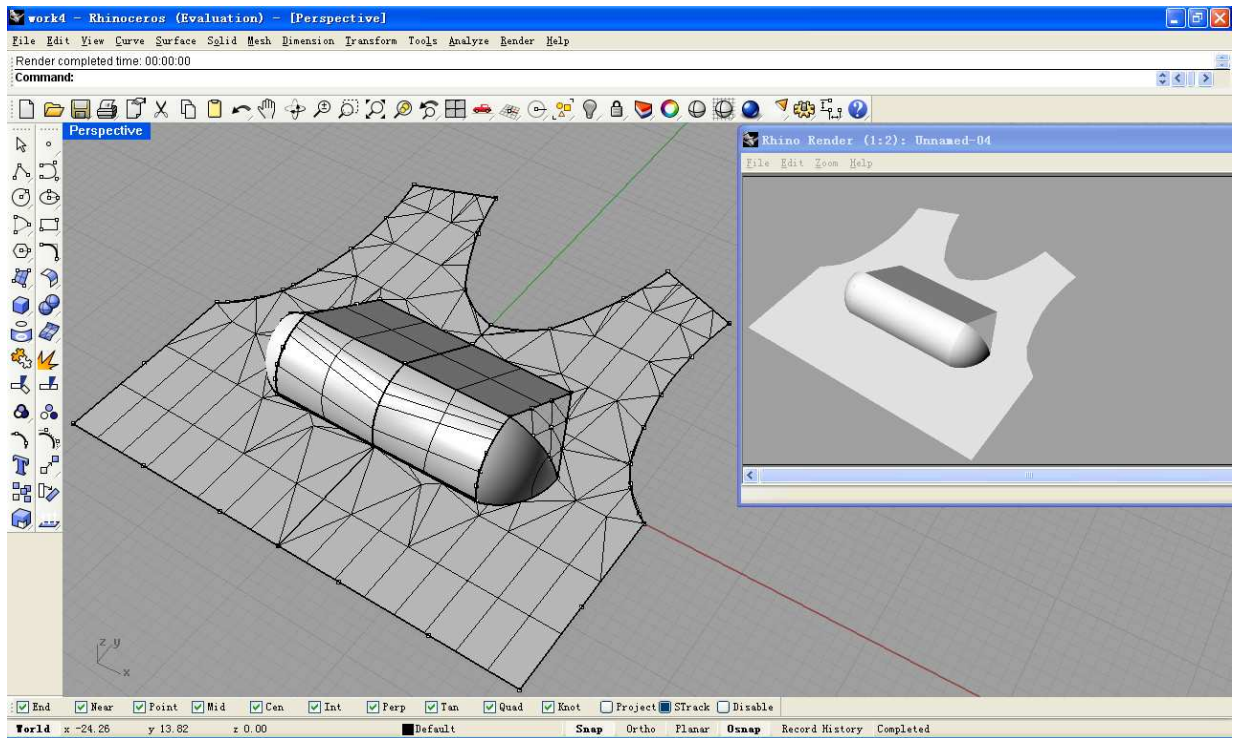 work4 - Rhinoceros (Evaluation) - [Perspective]
File Edit View Curve Surface Solid Mesh Dimension Transform Tools Analyze Render Help
Render completed time: 00:00:00
Command:
Perspective
Rhino Render (1:2): Unnamed-04
File Edit Zoom Help
z y
x
End Near Point Mid Cen Int Perp Tan Quad Knot Project STrack Disable
World x -24.26 y 13.82 z 0.00 Default Snap Ortho Planar Osnap Record History Completed